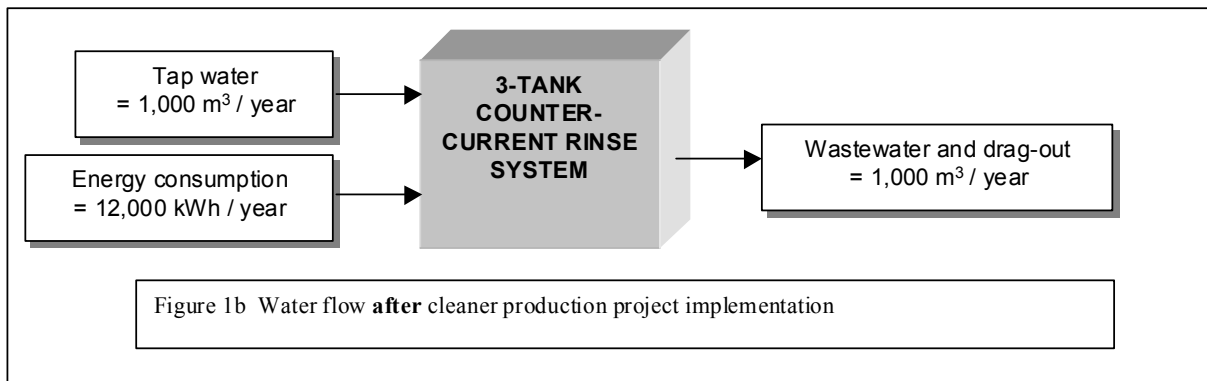 Tap water
= 1,000 m³ / year
Energy consumption
= 12,000 kWh / year
3-TANK
COUNTER-
CURRENT RINSE
SYSTEM
Wastewater and drag-out
= 1,000 m³ / year
Figure 1b Water flow after cleaner production project implementation